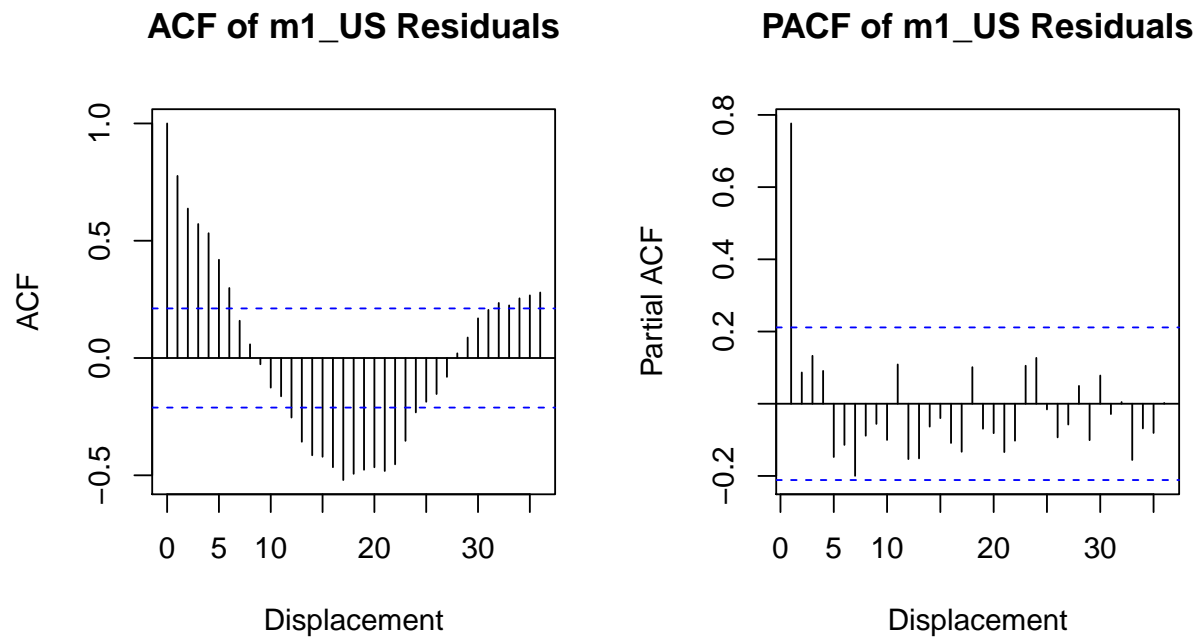 ACF of m1_US Residuals
ACF
1.0
0.5
0.0
−0.5
0 5 10 20 30
Displacement
PACF of m1_US Residuals
Partial ACF
0.8
0.6
0.4
0.2
−0.2
0 5 10 20 30
Displacement